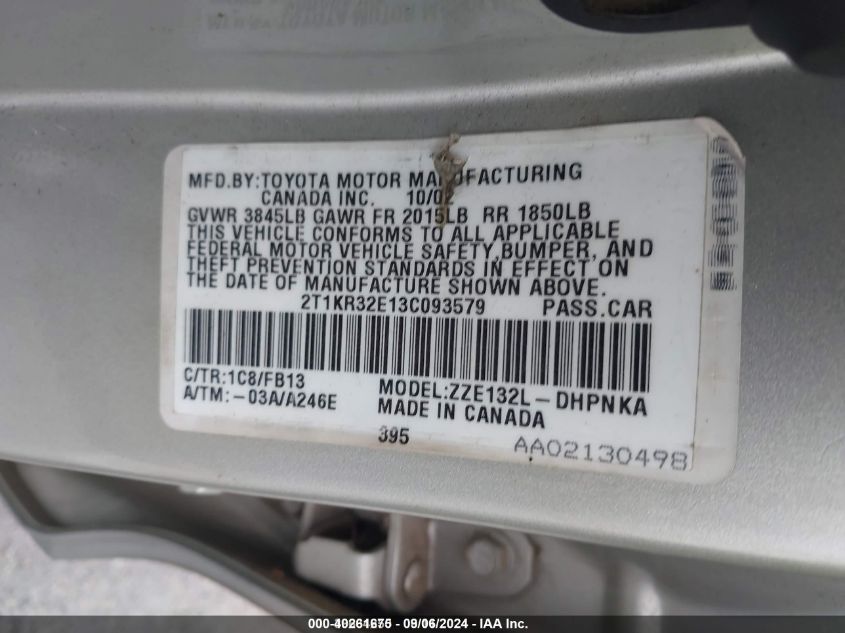 MFD.BY:TOYOTA MOTOR MANUFACTURING
CANADA INC. 10/02
GVWR 3845LB GAWR FR 2015LB RR 1850LB
THIS VEHICLE CONFORMS TO ALL APPLICABLE
FEDERAL MOTOR VEHICLE SAFETY,BUMPER, AND
THEFT PREVENTION STANDARDS IN EFFECT ON
THE DATE OF MANUFACTURE SHOWN ABOVE.
2T1KR32E13C093579 PASS.CAR
C/TR:1C8/FB13 MODEL:ZZE132L-DHPNKA
A/TM:-03A/A246E MADE IN CANADA
395 AA02130498
/09/06/2024 - IAA Inc.